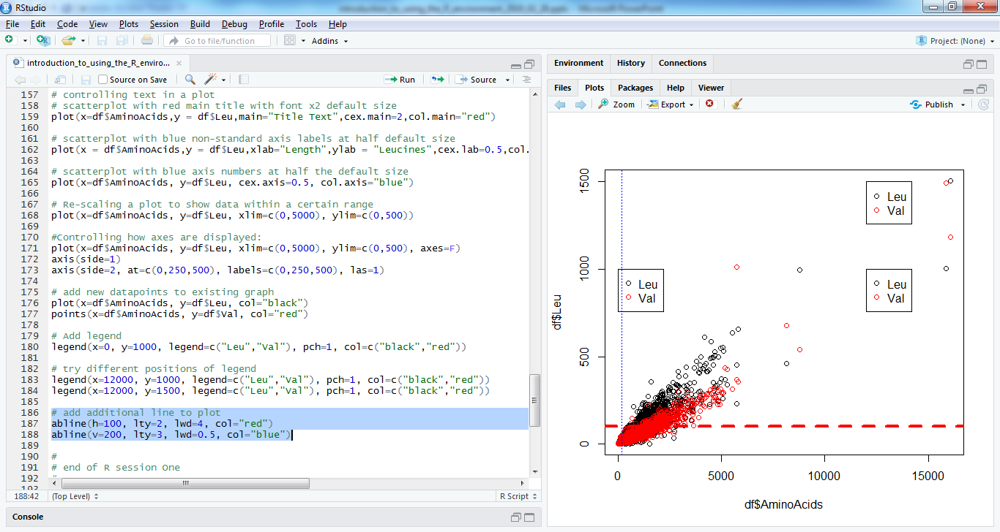 RStudio
File Edit Code View Plots Session Build Debug Profile Tools Help
Go to file/function Addins Project: (None)
introduction_to_using_the_R_enviro...
Source on Save Run Source
157 # controlling text in a plot
158 # scatterplot with red main title with font x2 default size
159 plot(x=df$AminoAcids,y = df$Leu,main="Title Text",cex.main=2,col.main="red")
160
161 # scatterplot with blue non-standard axis labels at half default size
162 plot(x = df$AminoAcids,y = df$Leu,xlab="Length",ylab = "Leucines",cex.lab=0.5,col.
163
164 # scatterplot with blue axis numbers at half the default size
165 plot(x=df$AminoAcids, y=df$Leu, cex.axis=0.5, col.axis="blue")
166
167 # Re-scaling a plot to show data within a certain range
168 plot(x=df$AminoAcids, y=df$Leu, xlim=c(0,5000), ylim=c(0,500))
169
170 #Controlling how axes are displayed:
171 plot(x=df$AminoAcids, y=df$Leu, xlim=c(0,5000), ylim=c(0,500), axes=F)
172 axis(side=1)
173 axis(side=2, at=c(0,250,500), labels=c(0,250,500), las=1)
174
175 # add new datapoints to existing graph
176 plot(x=df$AminoAcids, y=df$Leu, col="black")
177 points(x=df$AminoAcids, y=df$Val, col="red")
178
179 # Add legend
180 legend(x=0, y=1000, legend=c("Leu","Val"), pch=1, col=c("black","red"))
181
182 # try different positions of legend
183 legend(x=12000, y=1000, legend=c("Leu","Val"), pch=1, col=c("black","red"))
184 legend(x=12000, y=1500, legend=c("Leu","Val"), pch=1, col=c("black","red"))
185
186 # add additional line to plot
187 abline(h=100, lty=2, lwd=4, col="red")
188 abline(v=200, lty=3, lwd=0.5, col="blue")
189
190 #
191 # end of R session One
192
188:42 (Top Level) R Script
Console
Environment History Connections
Files Plots Packages Help Viewer
Zoom Export Publish
1500
1000
500
0
df$Leu
Leu
Val
Leu
Val
Leu
Val
0 5000 10000 15000
df$AminoAcids